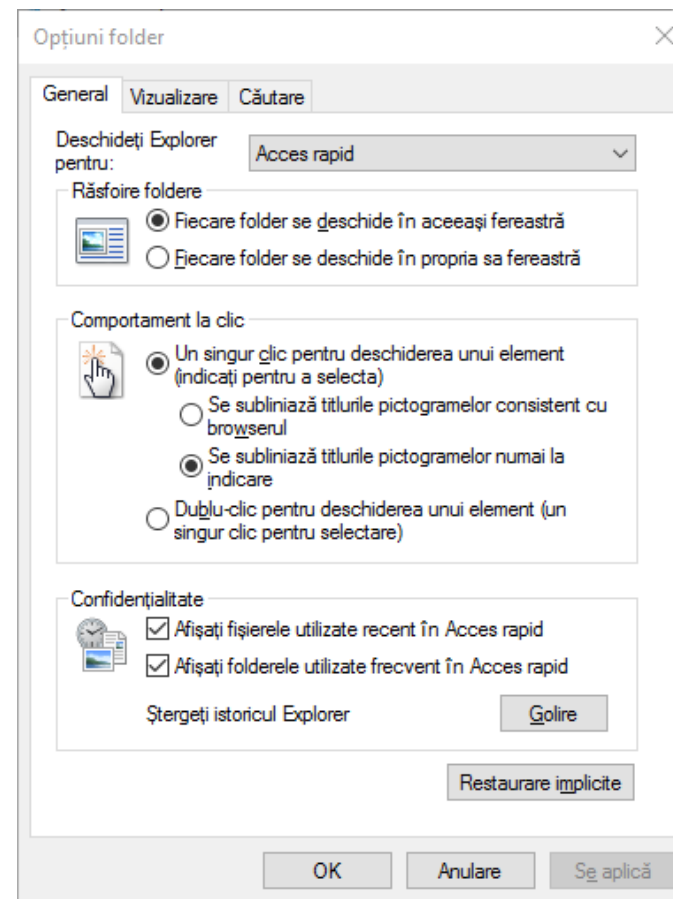 Opțiuni folder
General Vizualizare Căutare
Deschideți Explorer
pentru:
Acces rapid
Răsfoire foldere
Fiecare folder se deschide în aceeași fereastră
Fiecare folder se deschide în propria sa fereastră
Comportament la clic
Un singur clic pentru deschiderea unui element
(indicați pentru a selecta)
Se subliniază titlurile pictogramelor consistent cu
browserul
Se subliniază titlurile pictogramelor numai la
indicare
Dublu-clic pentru deschiderea unui element (un
singur clic pentru selectare)
Confidențialitate
Afișați fișierele utilizate recent în Acces rapid
Afișați folderele utilizate frecvent în Acces rapid
Ștergeți istoricul Explorer Golire
Restaurare implicite
OK Anulare Se aplică